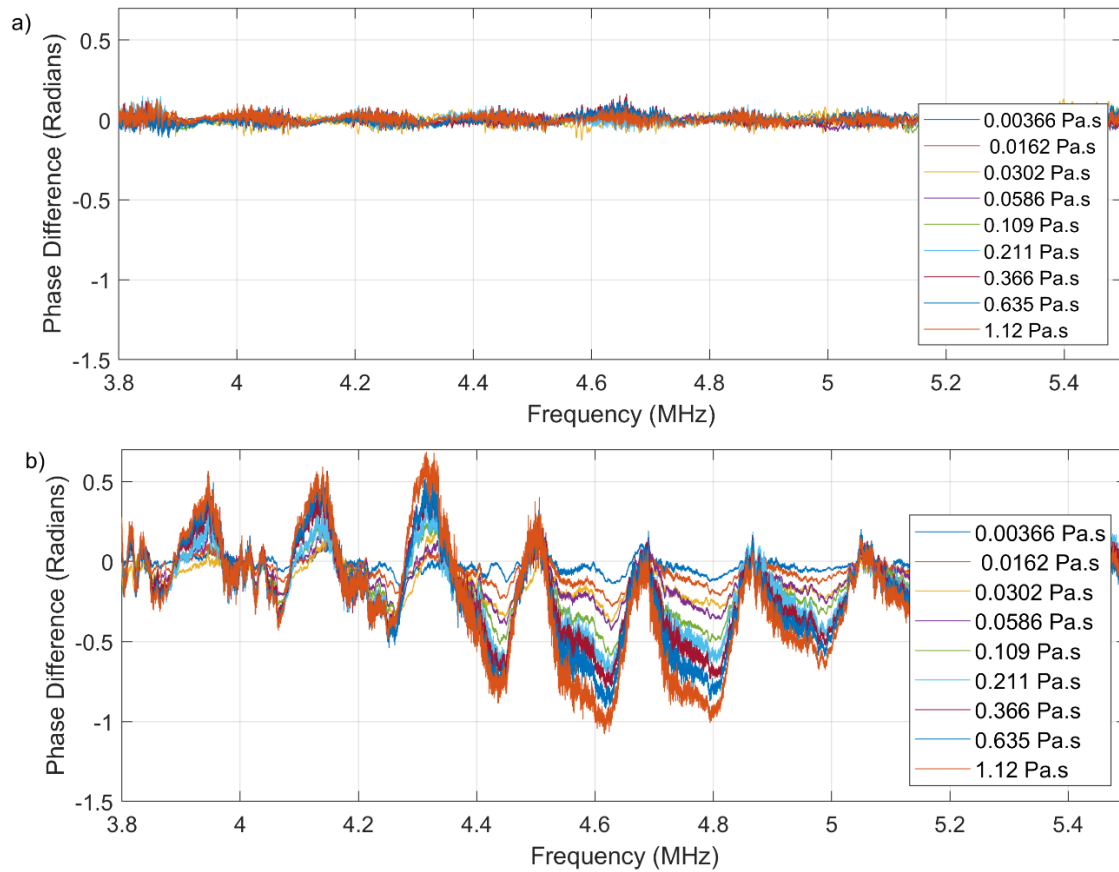 a)
0.5
0
-0.5
-1
-1.5
Phase Difference (Radians)
3.8 4 4.2 4.4 4.6 4.8 5 5.2 5.4
Frequency (MHz)
0.00366 Pa.s
0.0162 Pa.s
0.0302 Pa.s
0.0586 Pa.s
0.109 Pa.s
0.211 Pa.s
0.366 Pa.s
0.635 Pa.s
1.12 Pa.s
b)
0.5
0
-0.5
-1
-1.5
Phase Difference (Radians)
3.8 4 4.2 4.4 4.6 4.8 5 5.2 5.4
Frequency (MHz)
0.00366 Pa.s
0.0162 Pa.s
0.0302 Pa.s
0.0586 Pa.s
0.109 Pa.s
0.211 Pa.s
0.366 Pa.s
0.635 Pa.s
1.12 Pa.s